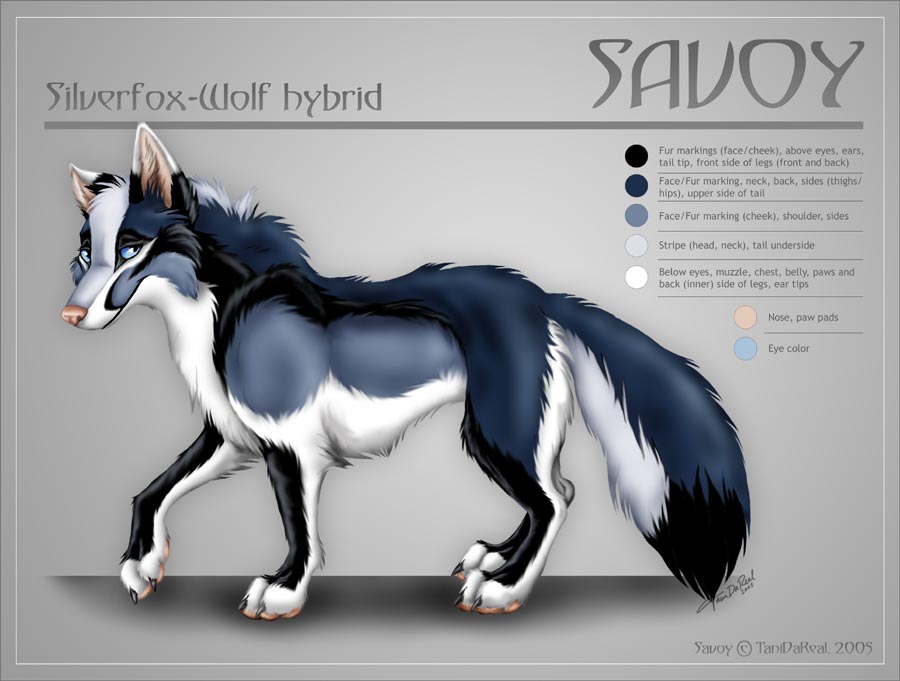 SAVOY
Silverfox-Wolf hybrid
Fur markings (face/cheek), above eyes, ears,
tail tip, front side of legs (front and back)
Face/Fur marking, neck, back, sides (thighs/
hips), upper side of tail
Face/Fur marking (cheek), shoulder, sides
Stripe (head, neck), tail underside
Below eyes, muzzle, chest, belly, paws and
back (inner) side of legs, ear tips
Nose, paw pads
Eye color
TaniDaReal
2005
Savoy © TaniDaReal, 2005